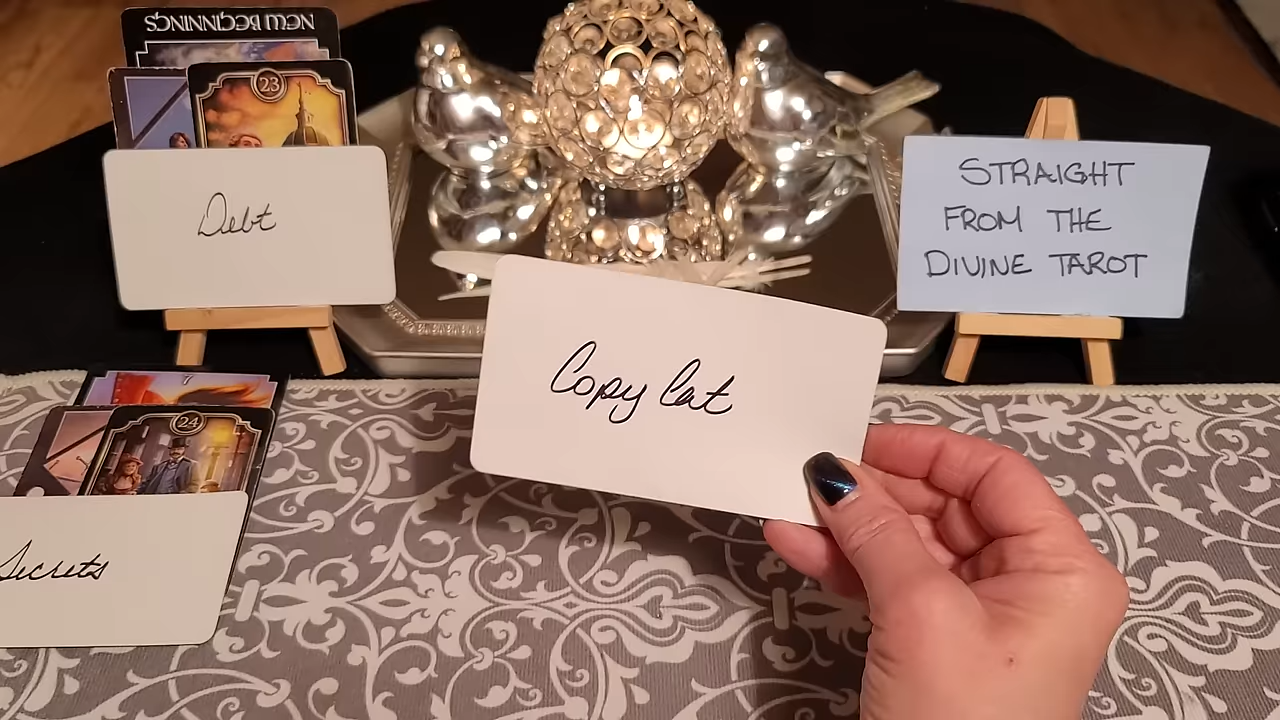 NEW BEGINNINGS
23
Debt
STRAIGHT
FROM THE
DIVINE TAROT
Copy Cat
7
24
Secrets